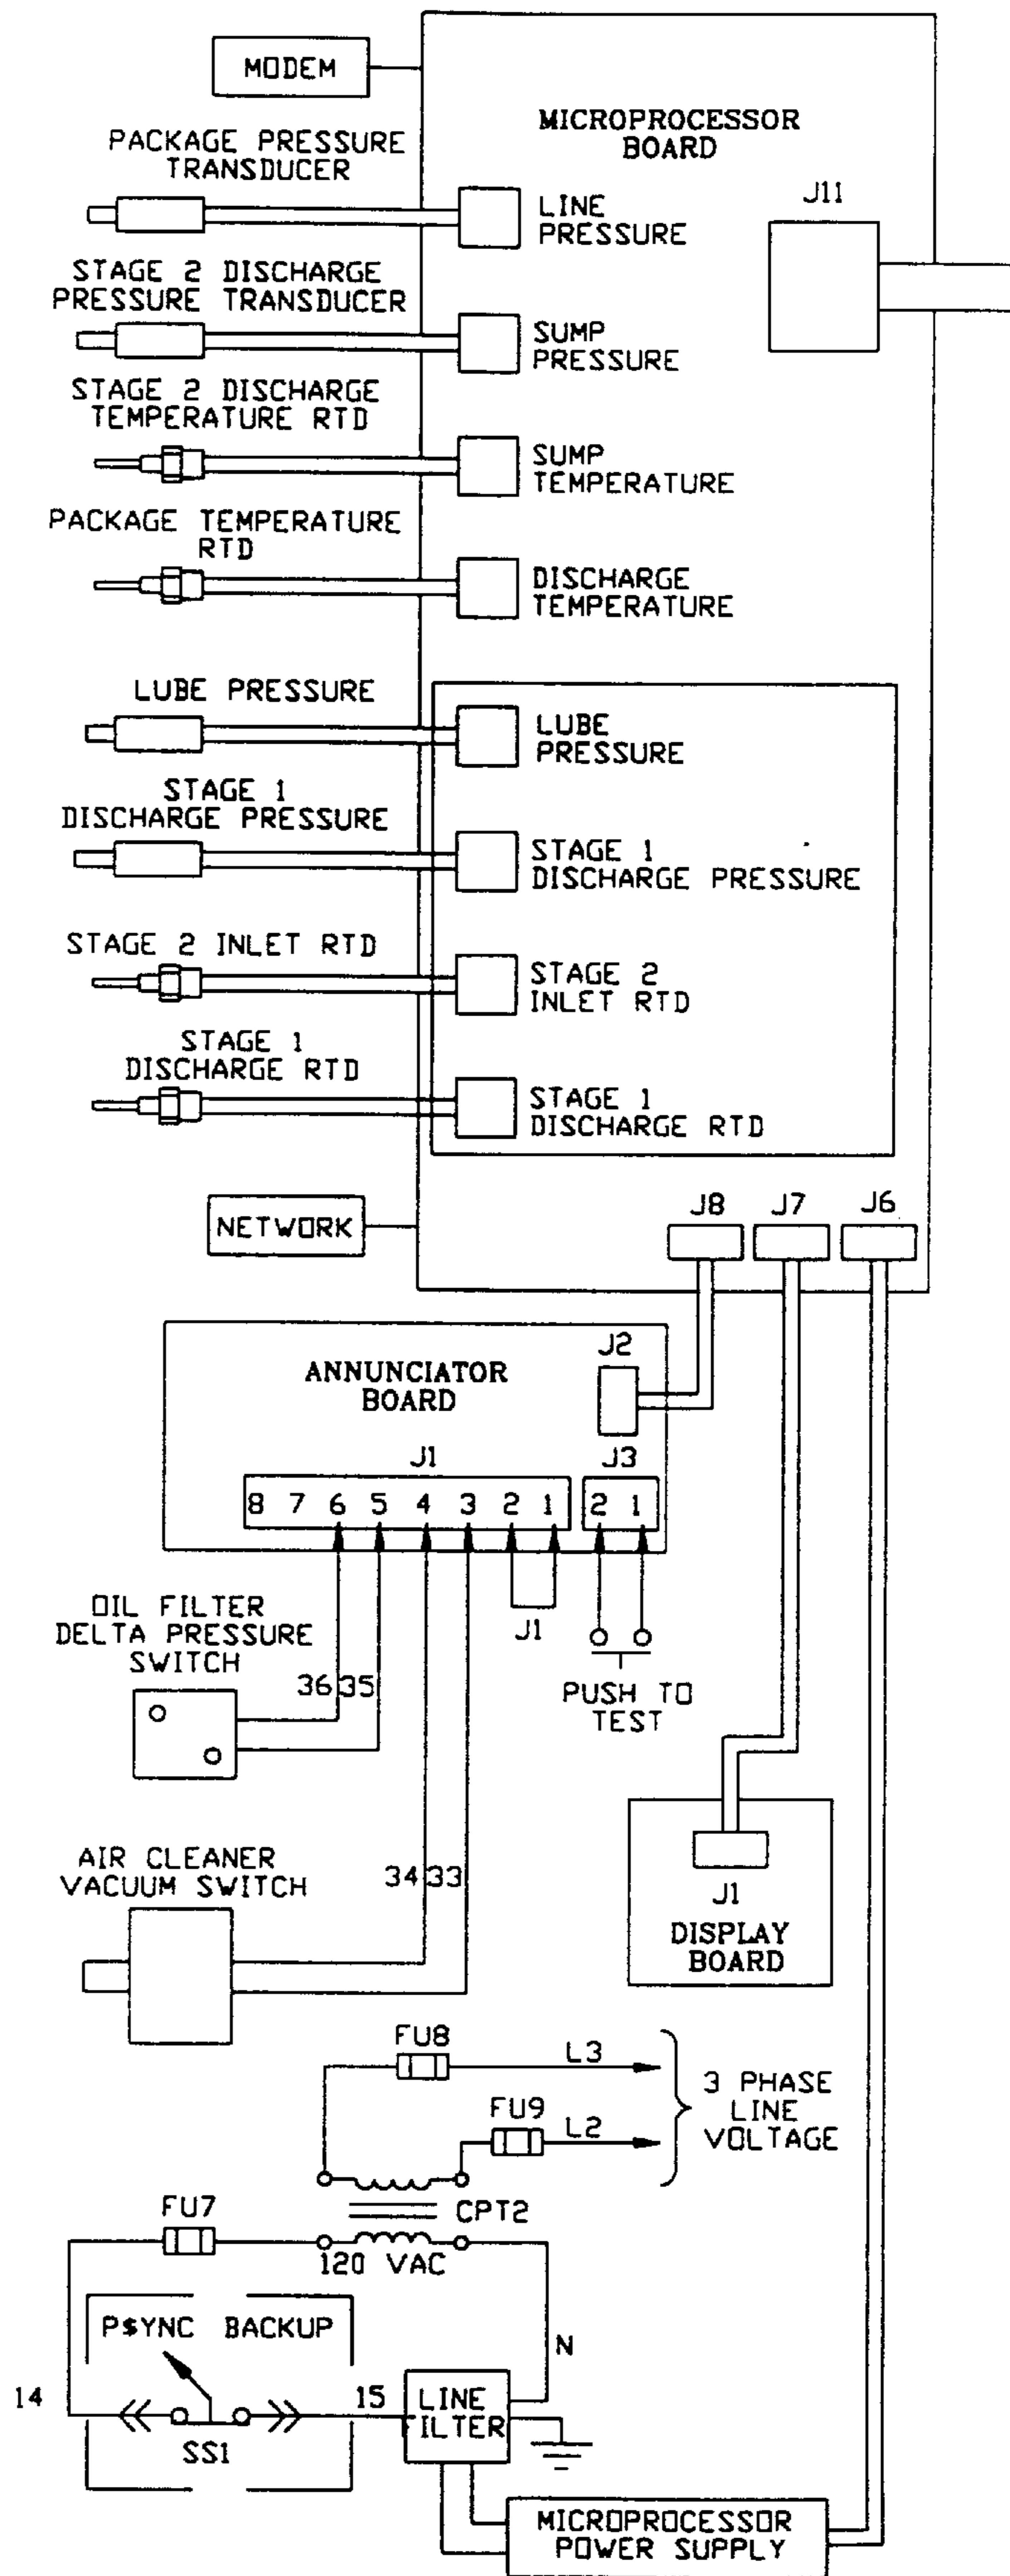 MODEM
MICROPROCESSOR
BOARD
PACKAGE PRESSURE
TRANSDUCER
J11
LINE
PRESSURE
STAGE 2 DISCHARGE
PRESSURE TRANSDUCER
SUMP
PRESSURE
STAGE 2 DISCHARGE
TEMPERATURE RTD
SUMP
TEMPERATURE
PACKAGE TEMPERATURE
RTD
DISCHARGE
TEMPERATURE
LUBE PRESSURE
LUBE
PRESSURE
STAGE 1
DISCHARGE PRESSURE
STAGE 1
DISCHARGE PRESSURE
STAGE 2 INLET RTD
STAGE 2
INLET RTD
STAGE 1
DISCHARGE RTD
STAGE 1
DISCHARGE RTD
NETWORK
J8 J7 J6
ANNUNCIATOR
BOARD
J2
J1 J3
8 7 6 5 4 3 2 1 2 1
OIL FILTER
DELTA PRESSURE
SWITCH
J1
36 35
PUSH TO
TEST
AIR CLEANER
VACUUM SWITCH
34 33
J1
DISPLAY
BOARD
FU8 L3
FU9 L2
3 PHASE
LINE
VOLTAGE
FU7
CPT2
120 VAC
P$YNC BACKUP
N
14
15
LINE
FILTER
SS1
MICROPROCESSOR
POWER SUPPLY